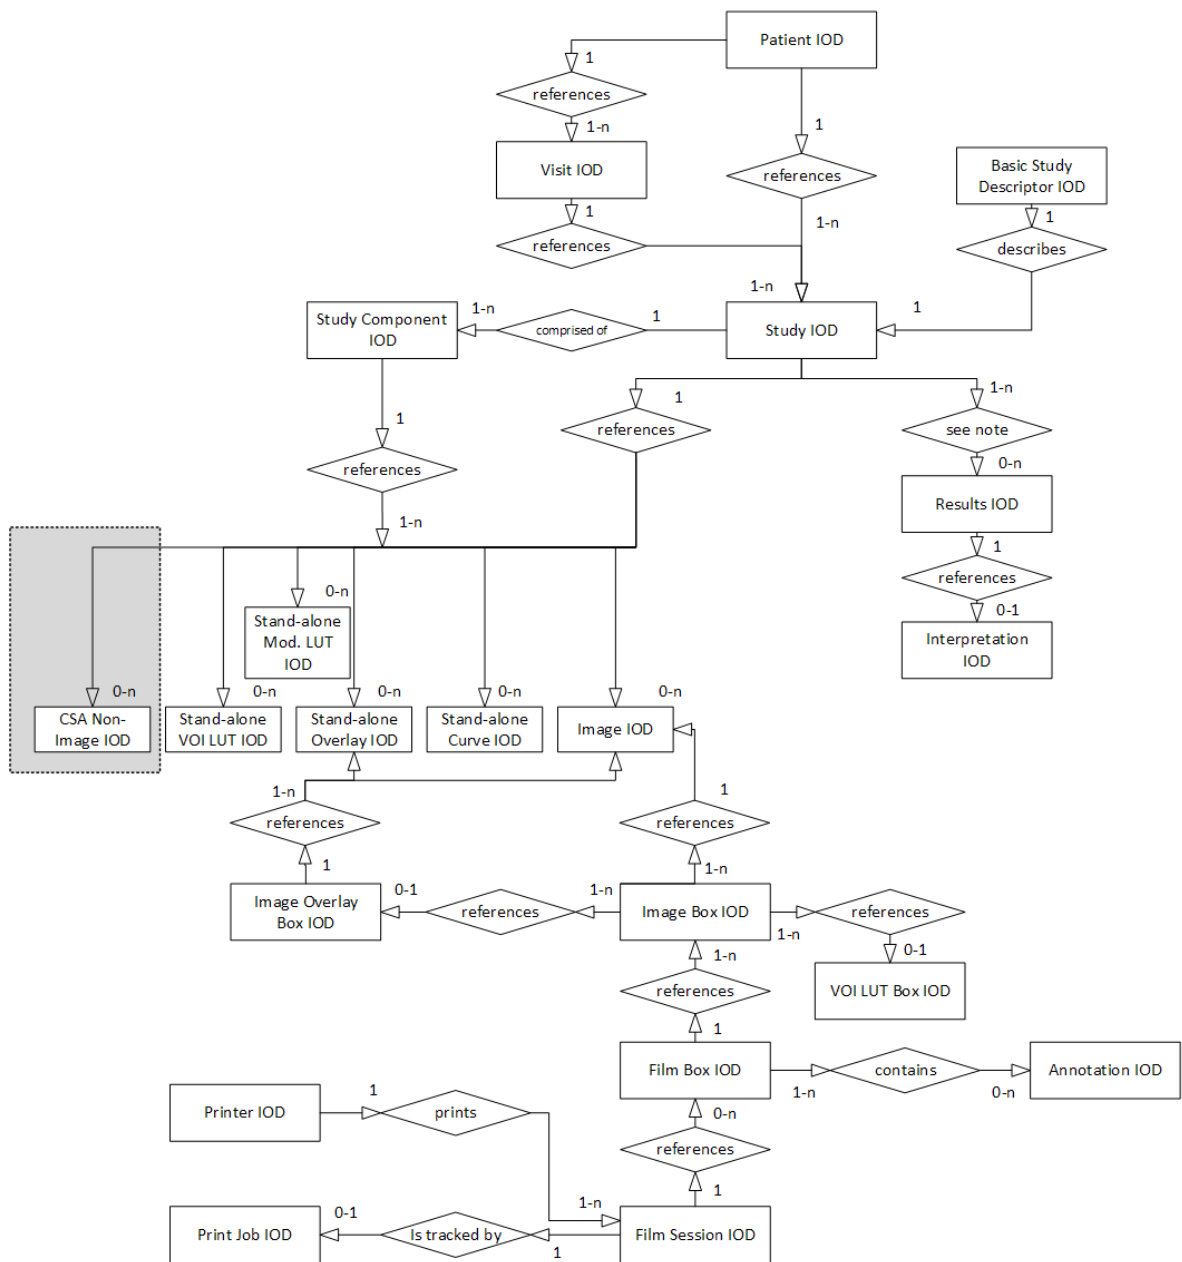 Patient IOD
1
references
1-n
Visit IOD
1
references
1
references
1-n
Basic Study
Descriptor IOD
1
describes
1-n
1
Study IOD
1
comprised of
1-n
Study Component
IOD
1
references
1-n
1
references
1-n
see note
0-n
Results IOD
1
references
0-1
Interpretation
IOD
0-n
Stand-alone
Mod. LUT
IOD
0-n
CSA Non-
Image IOD
0-n
Stand-alone
VOI LUT IOD
0-n
Stand-alone
Overlay IOD
0-n
Stand-alone
Curve IOD
0-n
Image IOD
1-n
references
1
Image Overlay
Box IOD
1
references
1-n
0-1
references
1-n
Image Box IOD
1-n
references
0-1
VOI LUT Box IOD
1-n
references
1
Film Box IOD
1-n
contains
0-n
Annotation IOD
Printer IOD
1
prints
1-n
0-n
references
1
Film Session IOD
1
Is tracked by
0-1
Print Job IOD